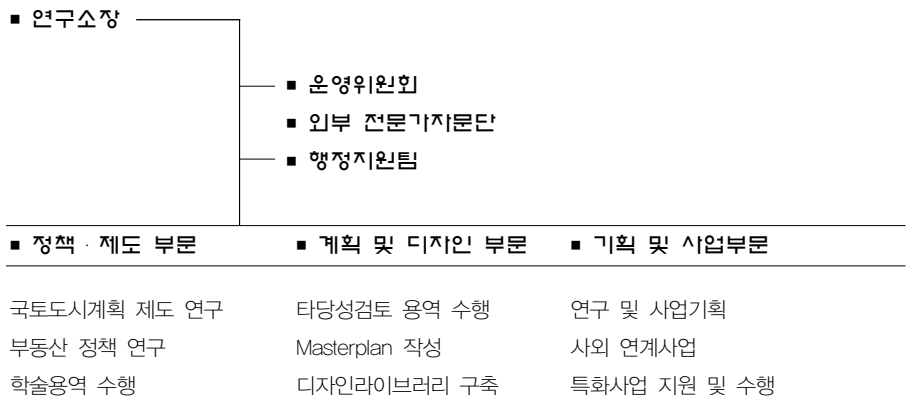 ■ 연구소장
■ 운영위원회
■ 외부 전문가자문단
■ 행정지원팀
■ 정책 · 제도 부문 ■ 계획 및 디자인 부문 ■ 기획 및 사업부문
국토도시계획 제도 연구 타당성검토 용역 수행 연구 및 사업기획
부동산 정책 연구 Masterplan 작성 사외 연계사업
학술용역 수행 디자인라이브러리 구축 특화사업 지원 및 수행